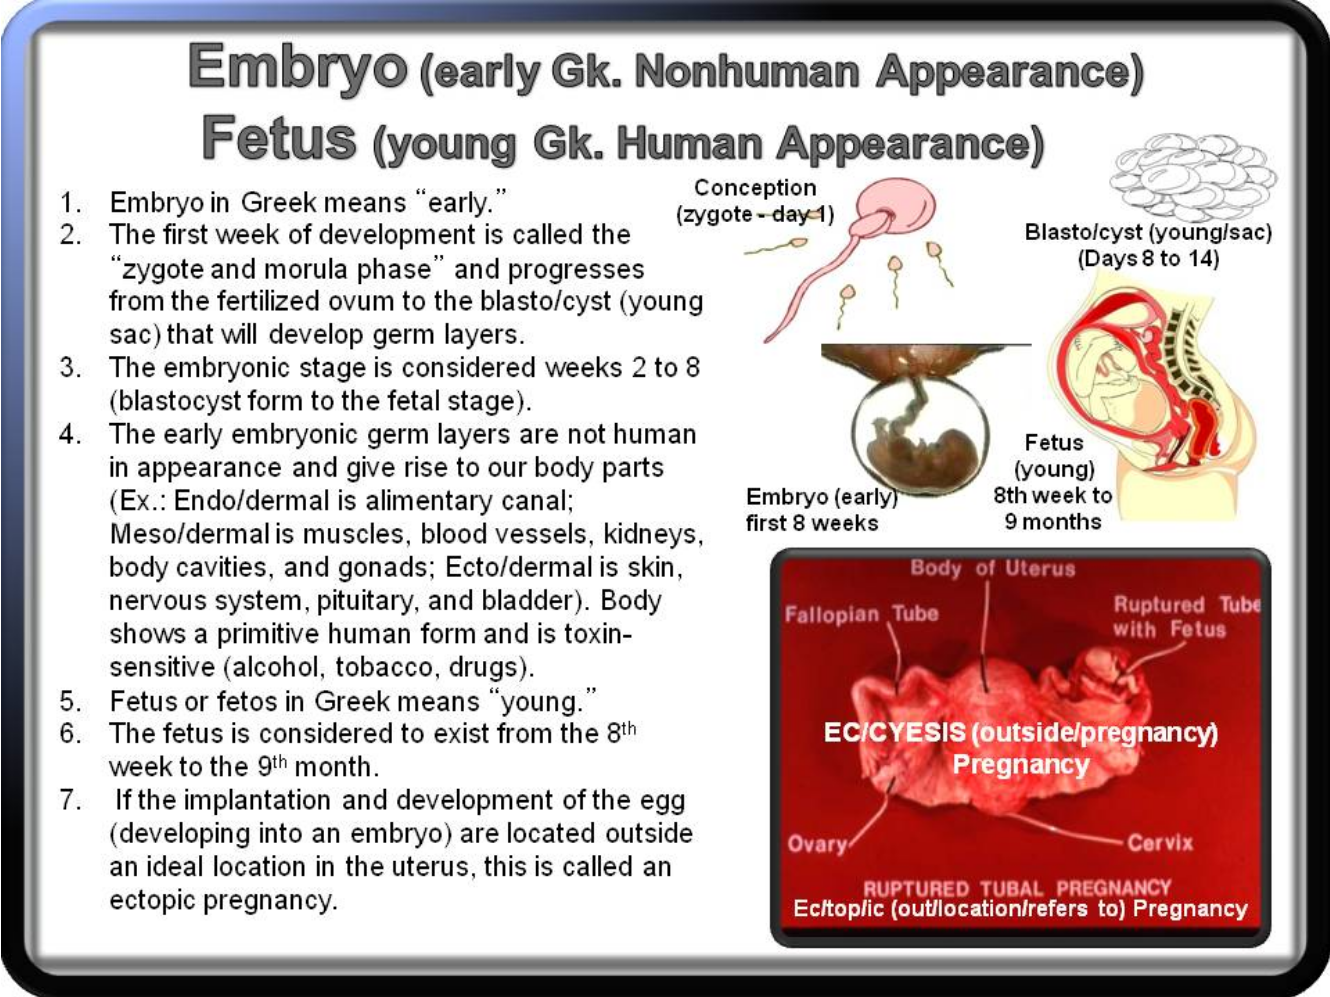 Embryo (early Gk. Nonhuman Appearance)
Fetus (young Gk. Human Appearance)
1. Embryo in Greek means “early.”
2. The first week of development is called the
“zygote and morula phase” and progresses
from the fertilized ovum to the blasto/cyst (young
sac) that will develop germ layers.
3. The embryonic stage is considered weeks 2 to 8
(blastocyst form to the fetal stage).
4. The early embryonic germ layers are not human
in appearance and give rise to our body parts
(Ex.: Endo/dermal is alimentary canal;
Meso/dermal is muscles, blood vessels, kidneys,
body cavities, and gonads; Ecto/dermal is skin,
nervous system, pituitary, and bladder). Body
shows a primitive human form and is toxin-
sensitive (alcohol, tobacco, drugs).
5. Fetus or fetos in Greek means “young.”
6. The fetus is considered to exist from the 8th
week to the 9th month.
7. If the implantation and development of the egg
(developing into an embryo) are located outside
an ideal location in the uterus, this is called an
ectopic pregnancy.
Conception
(zygote - day 1)
Blasto/cyst (young/sac)
(Days 8 to 14)
Embryo (early)
first 8 weeks
Fetus
(young)
8th week to
9 months
Body of Uterus
Fallopian Tube
Ruptured Tube
with Fetus
EC/CYESIS (outside/pregnancy)
Pregnancy
Ovary
Cervix
RUPTURED TUBAL PREGNANCY
Ec/top/ic (out/location/refers to) Pregnancy